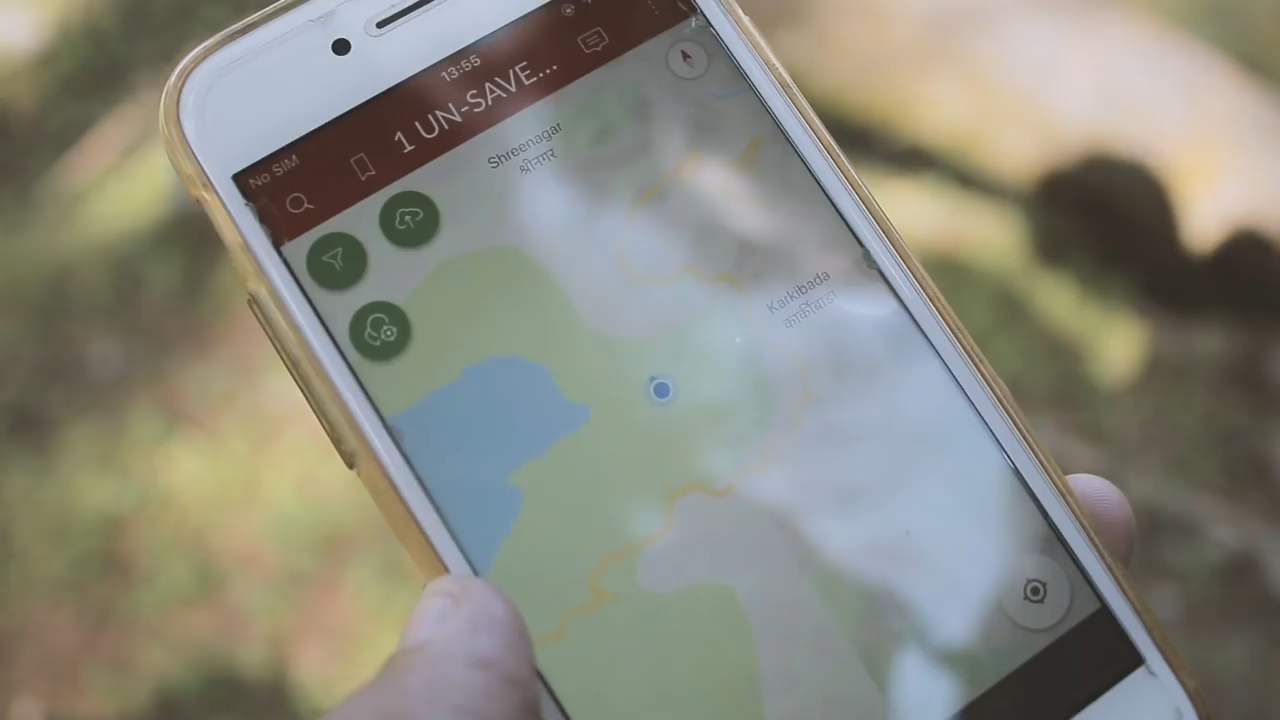 No SIM
13:55
1 UN-SAVE...
Shreenagar
श्रीनगर
Karkibada
कार्कीबाडा